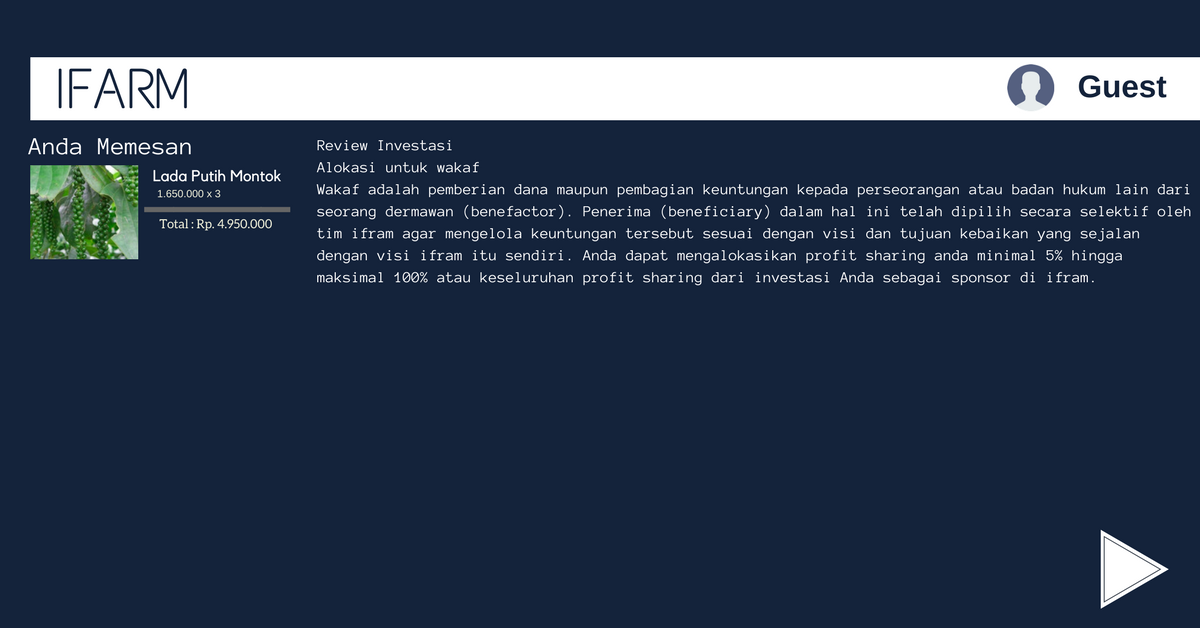 IFARM
Guest
Anda Memesan
Lada Putih Montok
1.650.000 x 3
Total : Rp. 4.950.000
Review Investasi
Alokasi untuk wakaf
Wakaf adalah pemberian dana maupun pembagian keuntungan kepada perseorangan atau badan hukum lain dari
seorang dermawan (benefactor). Penerima (beneficiary) dalam hal ini telah dipilih secara selektif oleh
tim ifram agar mengelola keuntungan tersebut sesuai dengan visi dan tujuan kebaikan yang sejalan
dengan visi ifram itu sendiri. Anda dapat mengalokasikan profit sharing anda minimal 5% hingga
maksimal 100% atau keseluruhan profit sharing dari investasi Anda sebagai sponsor di ifram.